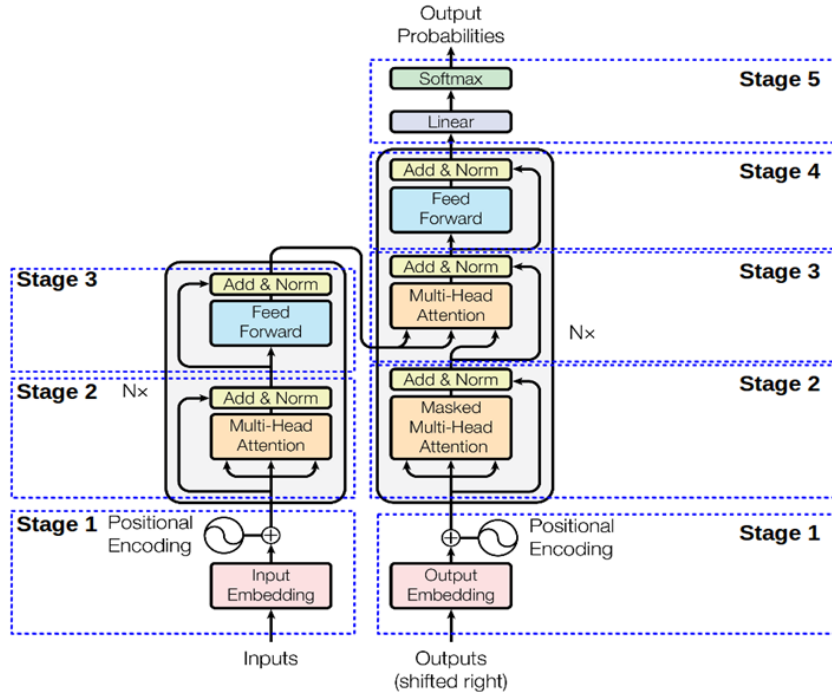 Output
Probabilities
Softmax
Stage 5
Linear
Add & Norm
Stage 4
Feed
Forward
Add & Norm
Stage 3
Multi-Head
Attention
Nx
Add & Norm
Stage 2
Masked
Multi-Head
Attention
Stage 3
Add & Norm
Feed
Forward
Stage 2
Nx
Add & Norm
Multi-Head
Attention
Stage 1
Positional
Encoding
Input
Embedding
Inputs
Stage 1
Positional
Encoding
Output
Embedding
Outputs
(shifted right)